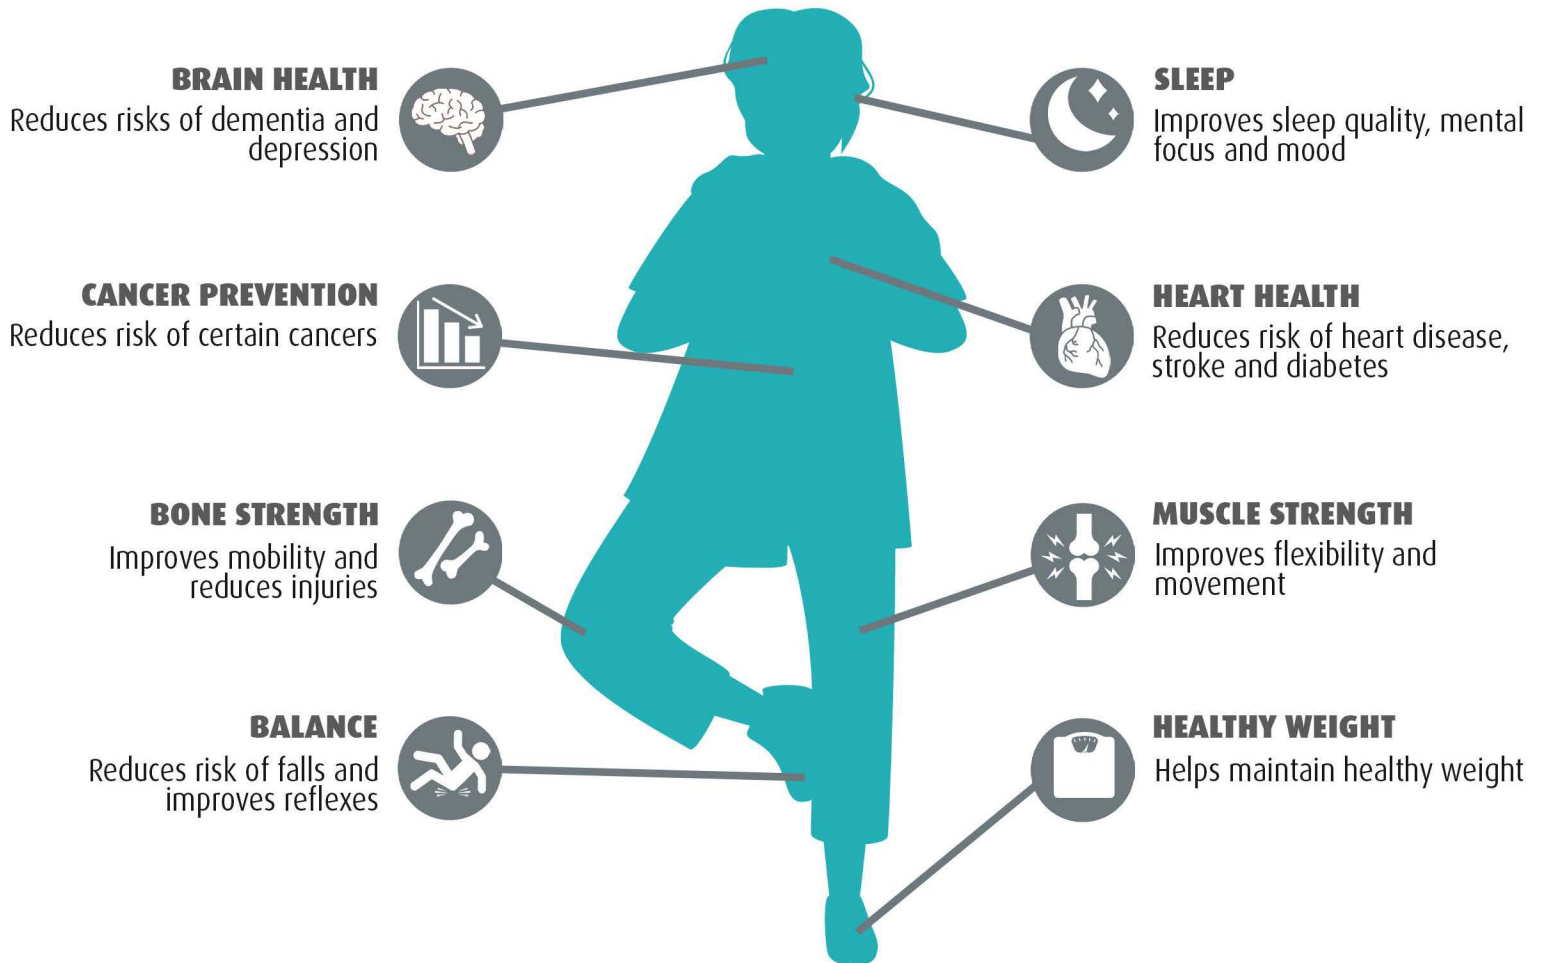 BRAIN HEALTH
Reduces risks of dementia and
depression
SLEEP
Improves sleep quality, mental
focus and mood
CANCER PREVENTION
Reduces risk of certain cancers
HEART HEALTH
Reduces risk of heart disease,
stroke and diabetes
BONE STRENGTH
Improves mobility and
reduces injuries
MUSCLE STRENGTH
Improves flexibility and
movement
BALANCE
Reduces risk of falls and
improves reflexes
HEALTHY WEIGHT
Helps maintain healthy weight